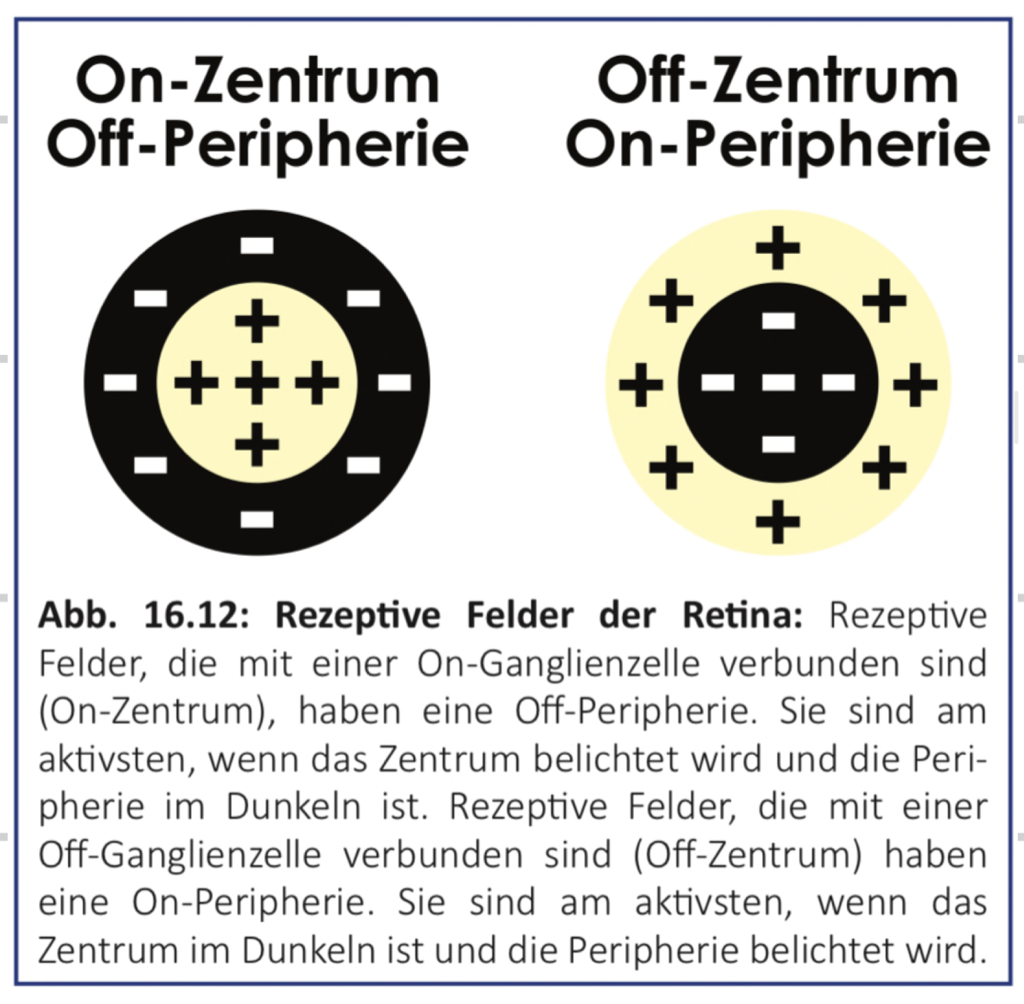 On-Zentrum
Off-Peripherie
Off-Zentrum
On-Peripherie
Abb. 16.12: Rezeptive Felder der Retina: Rezeptive
Felder, die mit einer On-Ganglienzelle verbunden sind
(On-Zentrum), haben eine Off-Peripherie. Sie sind am
aktivsten, wenn das Zentrum belichtet wird und die Peri-
pherie im Dunkeln ist. Rezeptive Felder, die mit einer
Off-Ganglienzelle verbunden sind (Off-Zentrum) haben
eine On-Peripherie. Sie sind am aktivsten, wenn das
Zentrum im Dunkeln ist und die Peripherie belichtet wird.